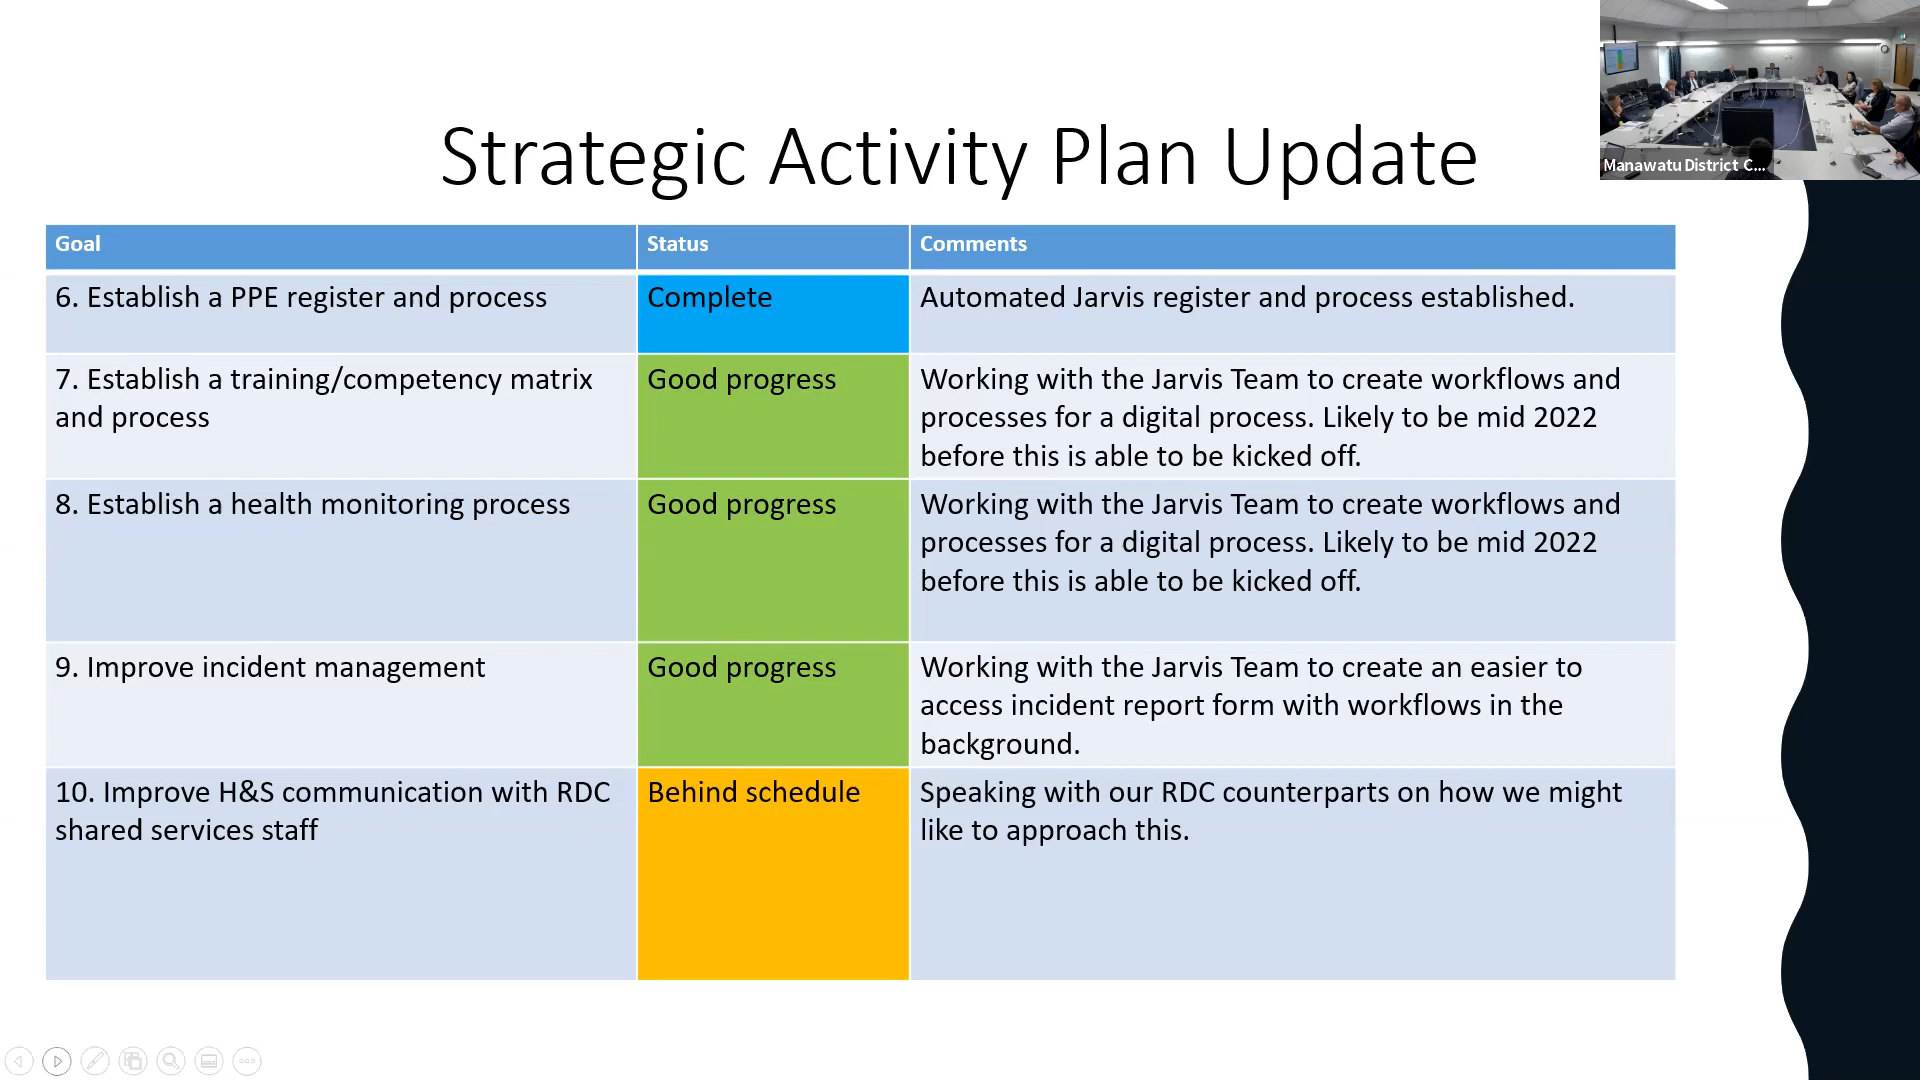 Manawatu District C...
Strategic Activity Plan Update
Goal
Status
Comments
6. Establish a PPE register and process
Complete
Automated Jarvis register and process established.
7. Establish a training/competency matrix
and process
Good progress
Working with the Jarvis Team to create workflows and
processes for a digital process. Likely to be mid 2022
before this is able to be kicked off.
8. Establish a health monitoring process
Good progress
Working with the Jarvis Team to create workflows and
processes for a digital process. Likely to be mid 2022
before this is able to be kicked off.
9. Improve incident management
Good progress
Working with the Jarvis Team to create an easier to
access incident report form with workflows in the
background.
10. Improve H&S communication with RDC
shared services staff
Behind schedule
Speaking with our RDC counterparts on how we might
like to approach this.